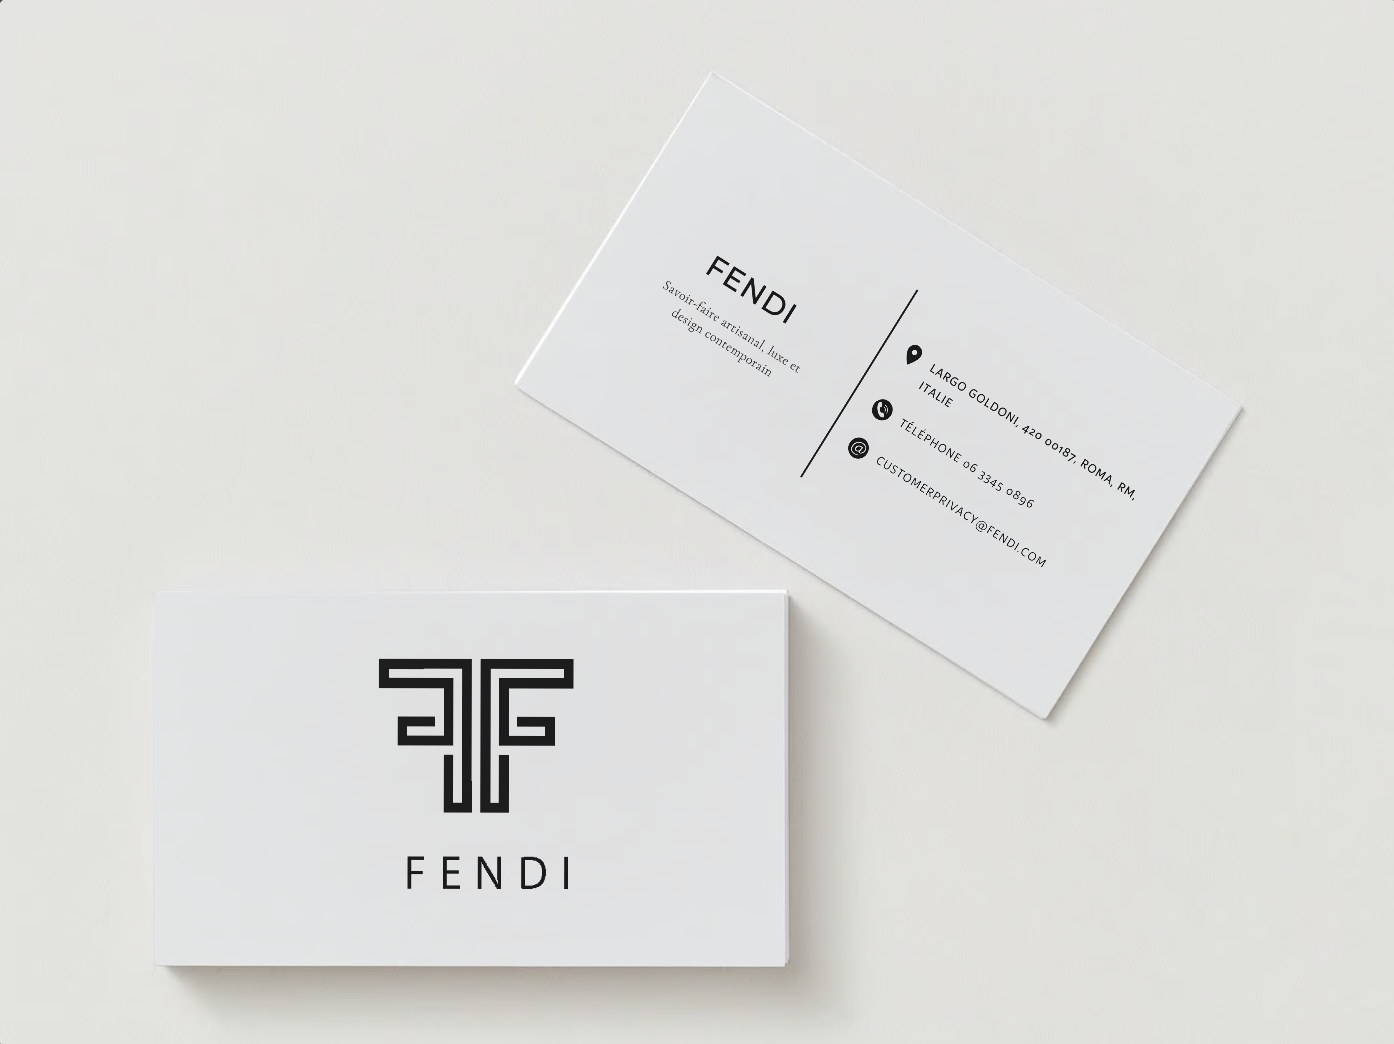 FENDI
Savoir-faire artisanal, luxe et
design contemporain
LARGO GOLDONI, 420 00187, ROMA, RM,
ITALIE
TÉLÉPHONE 06 3345 0896
CUSTOMERPRIVACY@FENDI.COM
FENDI